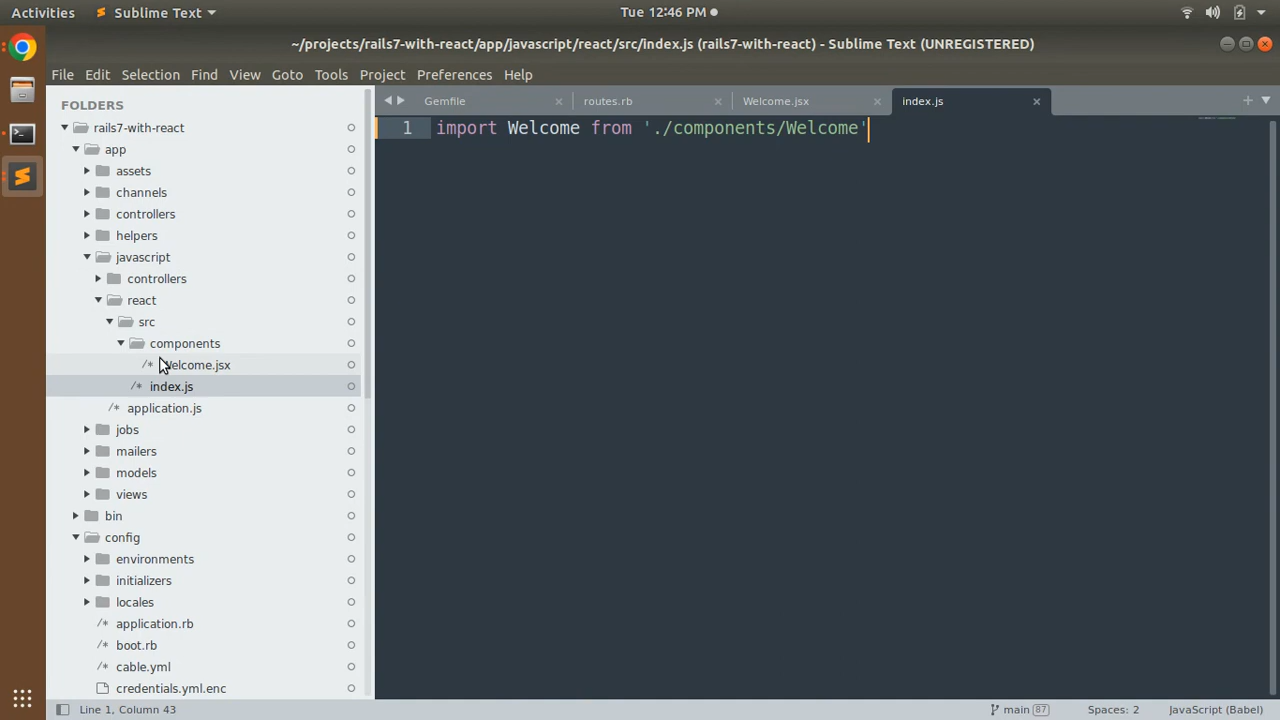 Activities
Sublime Text
Tue 12:46 PM
~/projects/rails7-with-react/app/javascript/react/src/index.js (rails7-with-react) - Sublime Text (UNREGISTERED)
File Edit Selection Find View Goto Tools Project Preferences Help
FOLDERS
Gemfile
routes.rb
Welcome.jsx
index.js
1 import Welcome from './components/Welcome'
rails7-with-react
app
assets
channels
controllers
helpers
javascript
controllers
react
src
components
/* Welcome.jsx
/* index.js
/* application.js
jobs
mailers
models
views
bin
config
environments
initializers
locales
/* application.rb
/* boot.rb
/* cable.yml
credentials.yml.enc
Line 1, Column 43
main 87
Spaces: 2
JavaScript (Babel)